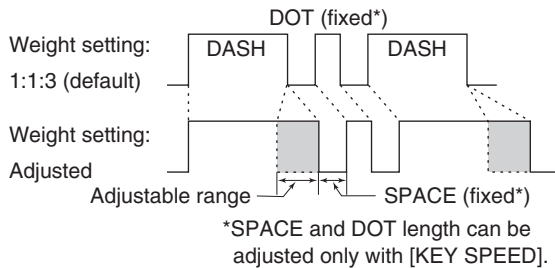 DOT (fixed*)
Weight setting:
DASH
DASH
1:1:3 (default)
Weight setting:
Adjusted
Adjustable range
SPACE (fixed*)
*SPACE and DOT length can be
adjusted only with [KEY SPEED].